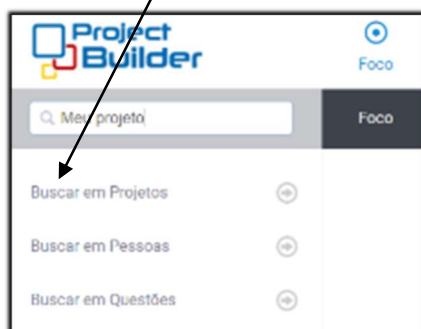 Project
Builder
Foco
Meu projeto
Foco
Buscar em Projetos
Buscar em Pessoas
Buscar em Questões